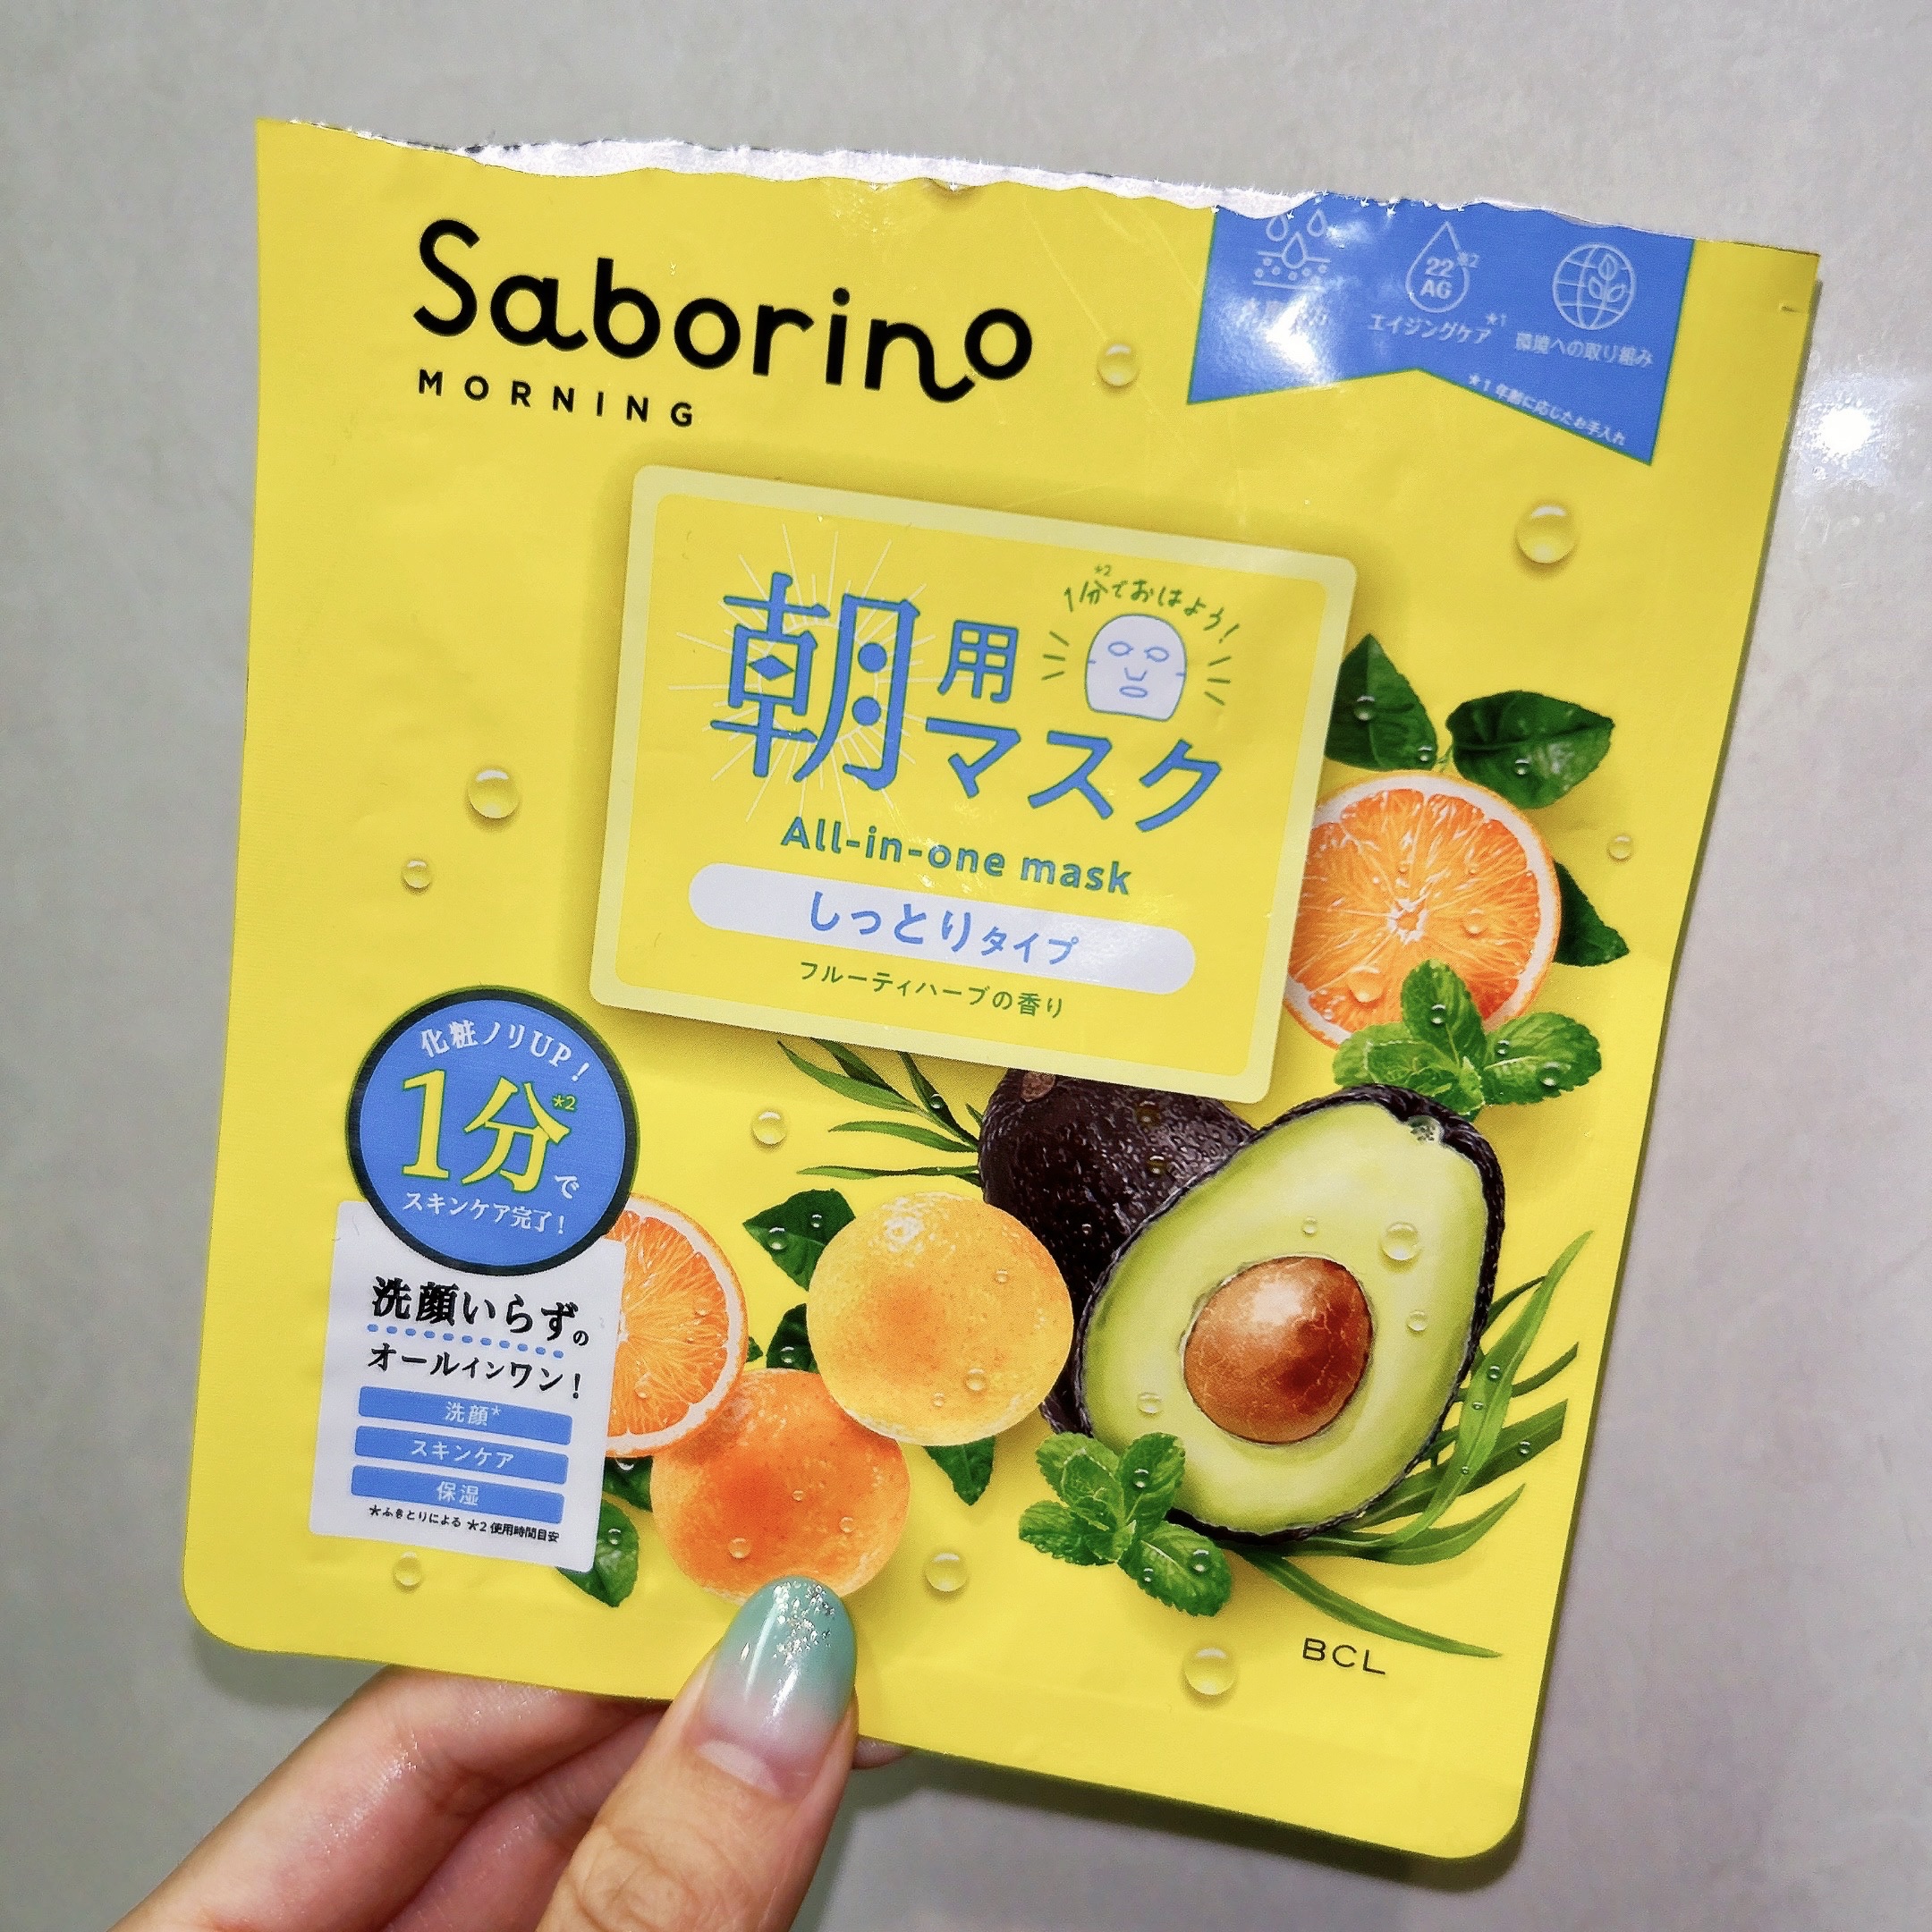 Saborino
MORNING
22
AG
※2
エイジングケア*1
環境への取り組み
*1 年齢に応じたお手入れ
*2
1分でおはよう!
朝用マスク
All-in-one mask
しっとりタイプ
フルーティハーブの香り
化粧ノリUP!
1分*2で
スキンケア完了!
洗顔いらずの
オールインワン!
洗顔*
スキンケア
保湿
*ふきとりによる *2 使用時間目安
BCL